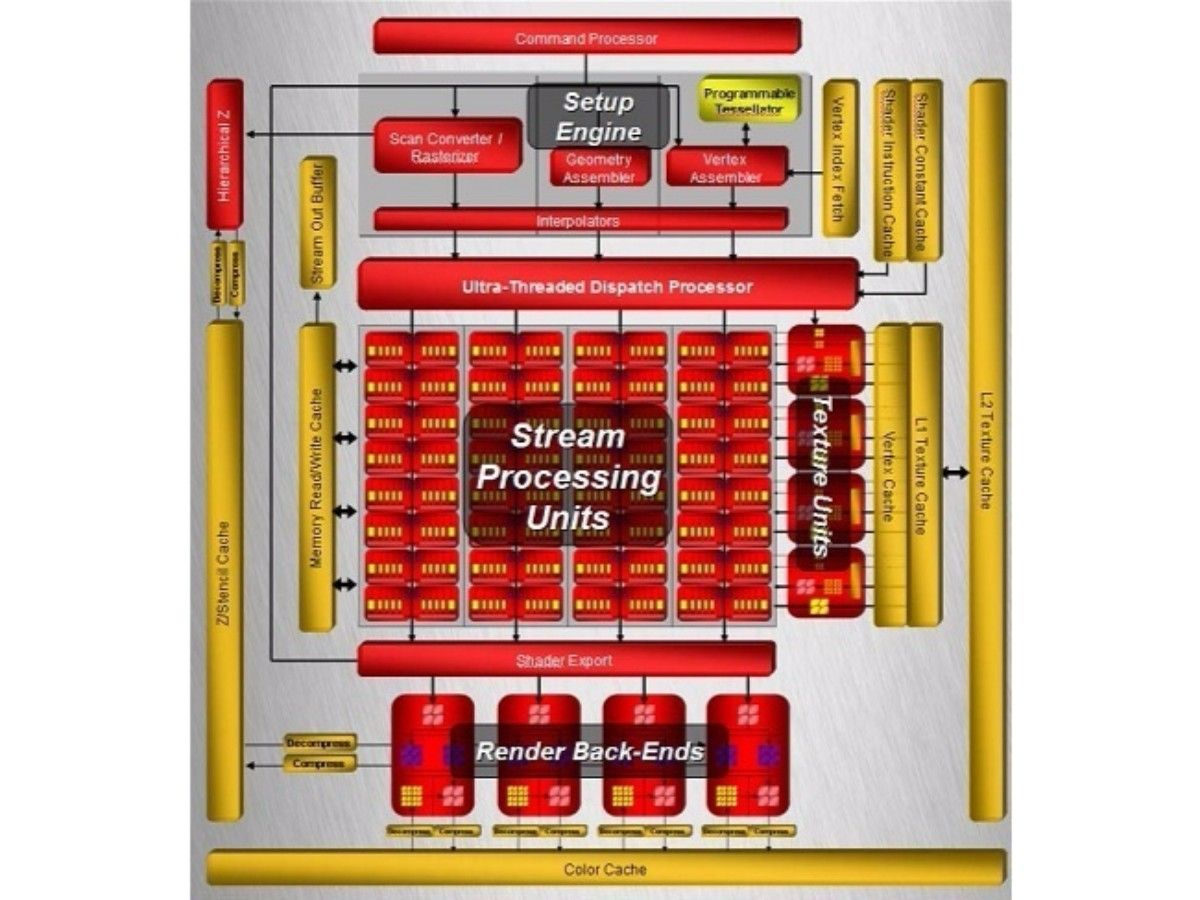 Command Processor
Setup
Engine
Programmable
Tessellator
Scan Converter /
Rasterizer
Geometry
Assembler
Vertex
Assembler
Interpolators
Hierarchical Z
Stream Out Buffer
Vertex Index Fetch
Shader Instruction Cache
Shader Constant Cache
Decompress
Compress
Ultra-Threaded Dispatch Processor
Z/Stencil Cache
Memory Read/Write Cache
Stream
Processing
Units
Texture Units
Vertex Cache
L1 Texture Cache
L2 Texture Cache
Shader Export
Decompress
Compress
Render Back-Ends
Decompress Compress Decompress Compress Decompress Compress Decompress Compress
Color Cache